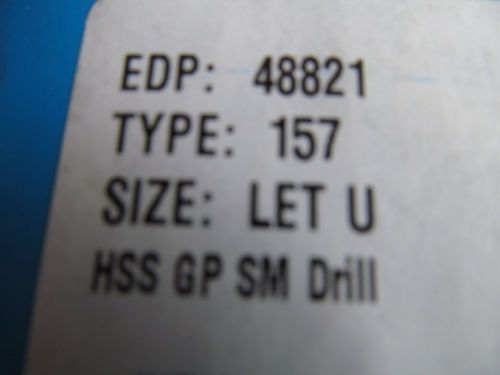 EDP: 48821
TYPE: 157
SIZE: LET U
HSS GP SM Drill